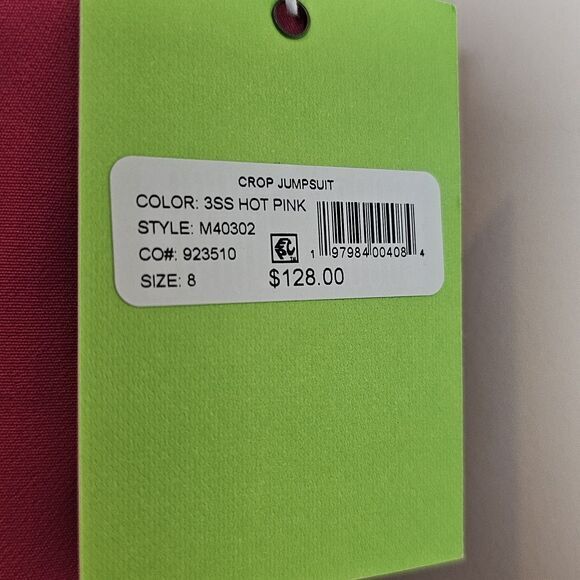 CROP JUMPSUIT
COLOR: 3SS HOT PINK
STYLE: M40302
CO#: 923510
1 97984 00408 4
SIZE: 8
$128.00